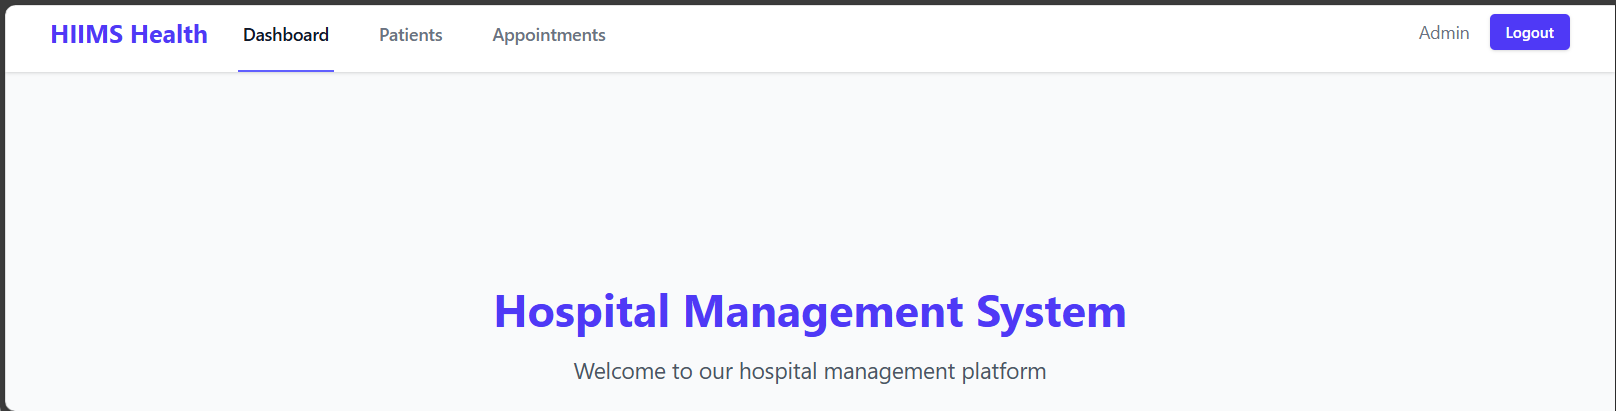 HIIMS Health Dashboard Patients Appointments Admin Logout
Hospital Management System
Welcome to our hospital management platform